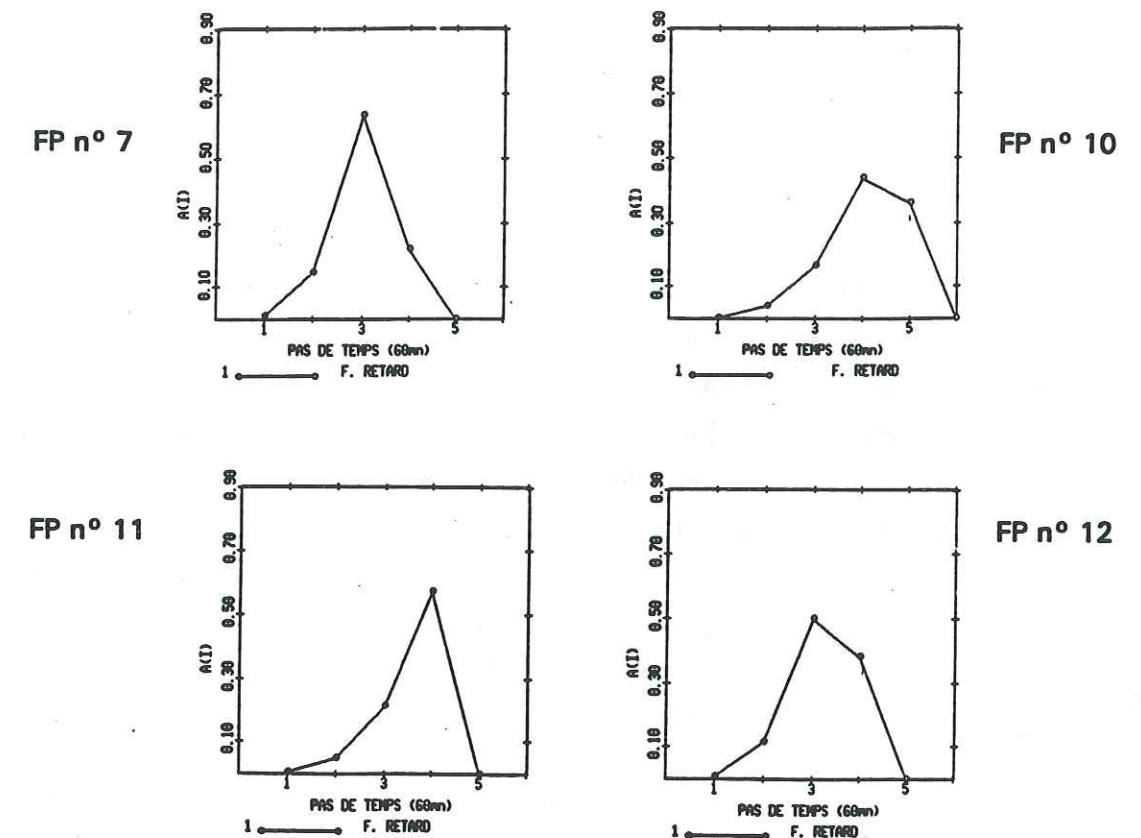 FP nº 7
0.90
0.70
0.50
0.30
0.10
A(I)
1 3 5
PAS DE TEMPS (60mn)
1 F. RETARD
FP nº 10
0.90
0.70
0.50
0.30
0.10
A(I)
1 3 5
PAS DE TEMPS (60mn)
1 F. RETARD
FP nº 11
0.90
0.70
0.50
0.30
0.10
A(I)
1 3 5
PAS DE TEMPS (60mn)
1 F. RETARD
FP nº 12
0.90
0.70
0.50
0.30
0.10
A(I)
1 3 5
PAS DE TEMPS (60mn)
1 F. RETARD